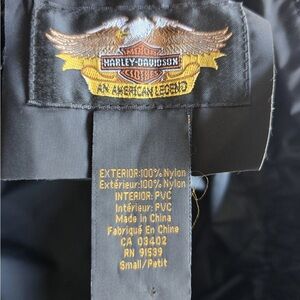 MOTOR
HARLEY-DAVIDSON
CLOTHES
AN AMERICAN LEGEND
EXTERIOR:100% Nylon
Extérieur:100% Nylon
INTERIOR: PVC
Intérieur: PVC
Made in China
Fabriqué En Chine
CA 03402
RN 91539
Small/Petit